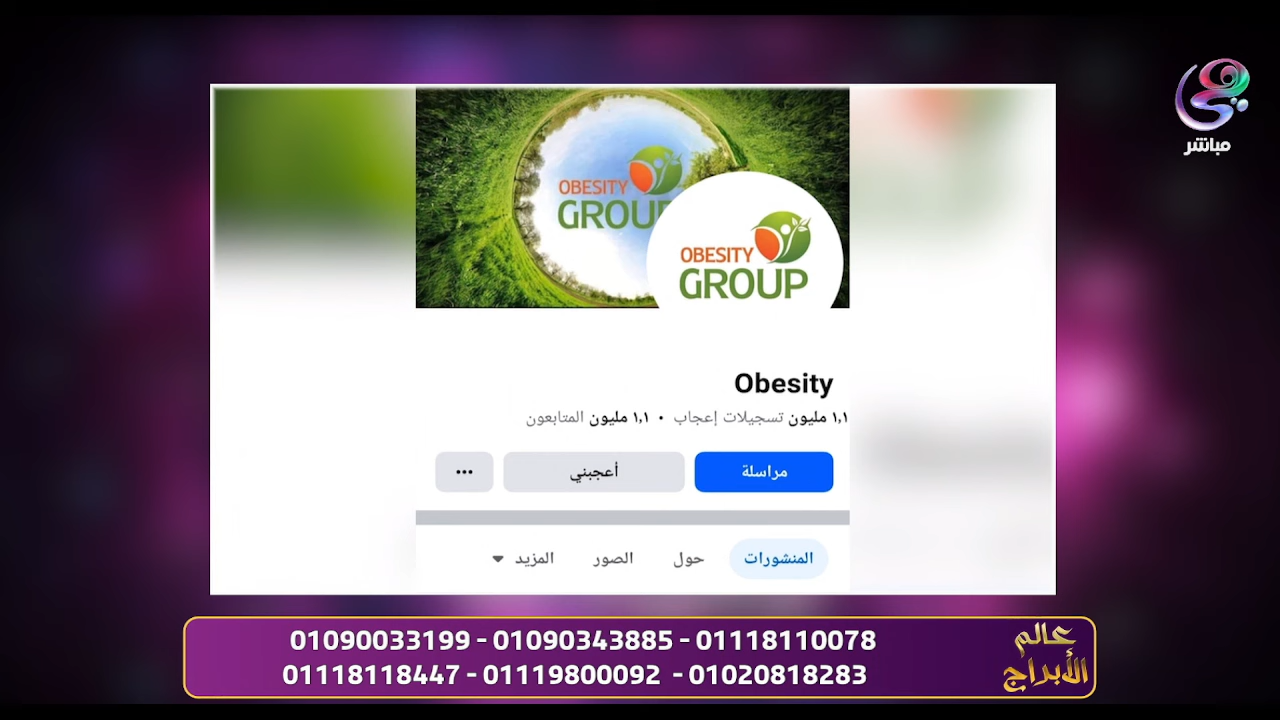 مباشر
OBESITY
GROUP
OBESITY
GROUP
Obesity
١,١ مليون تسجيلات إعجاب • ١,١ مليون المتابعون
مراسلة
أعجبني
المنشورات
حول
الصور
المزيد
01090033199 - 01090343885 - 01118110078
01118118447 - 01119800092 - 01020818283
عالم
الأبراج